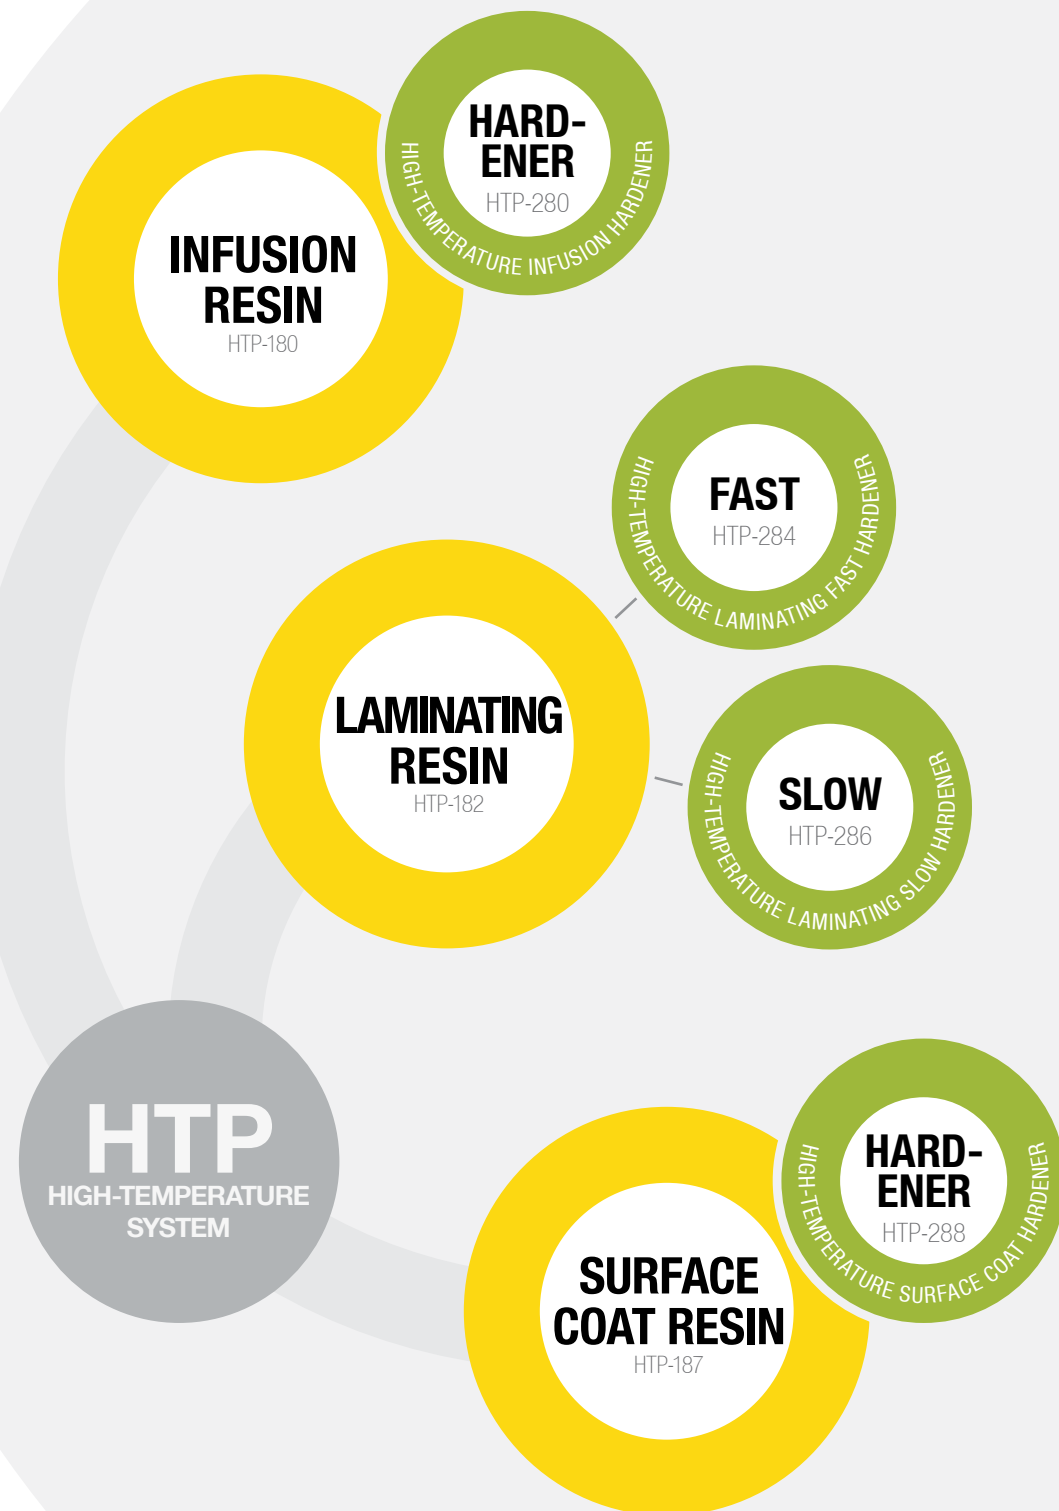 HARD-
ENER
HTP-280
HIGH-TEMPERATURE INFUSION HARDENER
INFUSION
RESIN
HTP-180
FAST
HTP-284
HIGH-TEMPERATURE LAMINATING FAST HARDENER
LAMINATING
RESIN
HTP-182
SLOW
HTP-286
HIGH-TEMPERATURE LAMINATING SLOW HARDENER
HTP
HIGH-TEMPERATURE
SYSTEM
HARD-
ENER
HTP-288
HIGH-TEMPERATURE SURFACE COAT HARDENER
SURFACE
COAT RESIN
HTP-187